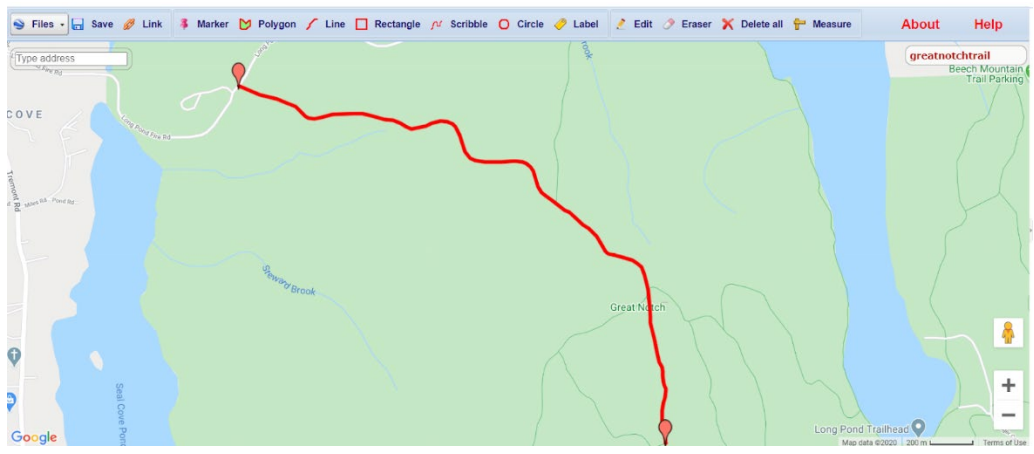 Files Save Link Marker Polygon Line Rectangle Scribble Circle Label Edit Eraser Delete all Measure About Help
Type address
greatnotchtrail
Beech Mountain
Trail Parking
Long Pond Fire Rd
COVE
Tremont Rd
Brook
Steward Brook
Great Notch
Seal Cove Pond
Long Pond Trailhead
Google
Map data ©2020 200 m Terms of Use